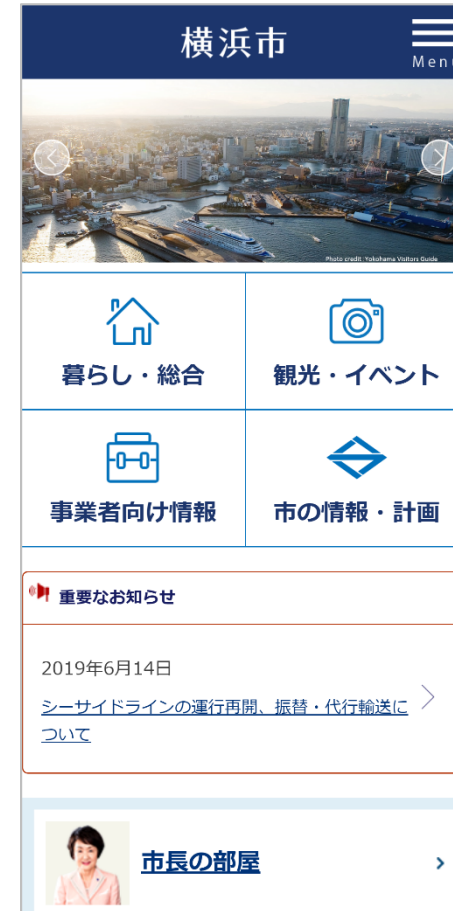 横浜市
Menu
Photo credit: Yokohama Visitors Guide
暮らし・総合
観光・イベント
事業者向け情報
市の情報・計画
重要なお知らせ
2019年6月14日
シーサイドラインの運行再開、振替・代行輸送に
ついて
市長の部屋